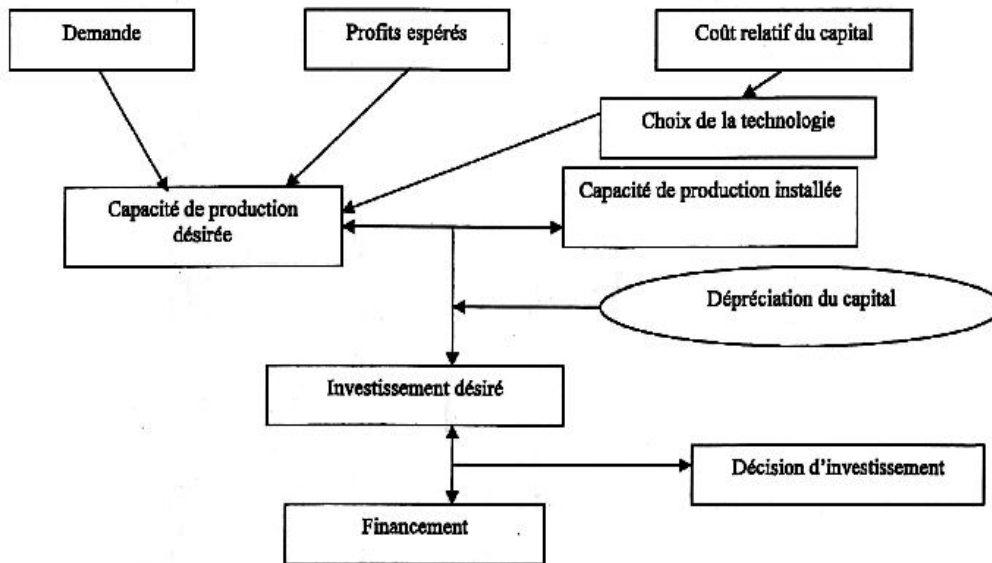 Demande
Profits espérés
Coût relatif du capital
Choix de la technologie
Capacité de production
désirée
Capacité de production installée
Dépréciation du capital
Investissement désiré
Décision d'investissement
Financement